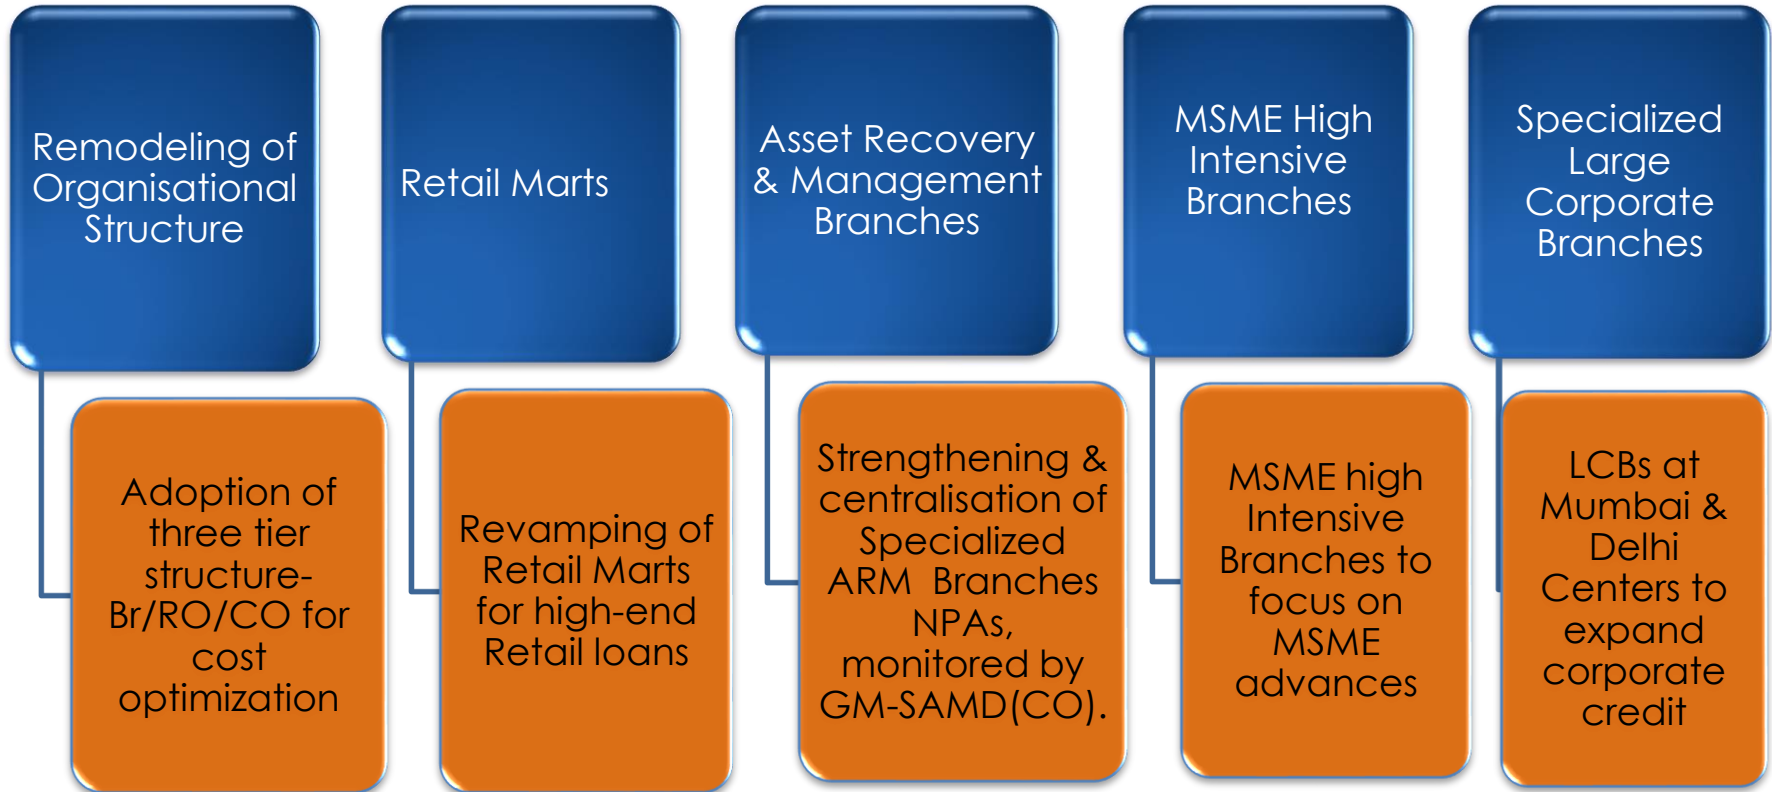 Remodeling of
Organisational
Structure
Retail Marts
Asset Recovery
& Management
Branches
MSME High
Intensive
Branches
Specialized
Large
Corporate
Branches
Adoption of
three tier
structure-
Br/RO/CO for
cost
optimization
Revamping of
Retail Marts
for high-end
Retail loans
Strengthening &
centralisation of
Specialized
ARM Branches
NPAs,
monitored by
GM-SAMD(CO).
MSME high
Intensive
Branches to
focus on
MSME
advances
LCBs at
Mumbai &
Delhi
Centers to
expand
corporate
credit